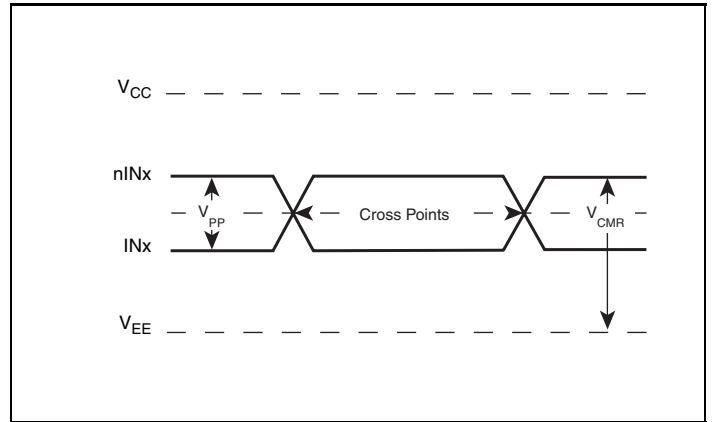 VCC
nINx
VPP
Cross Points
VCMR
INx
VEE